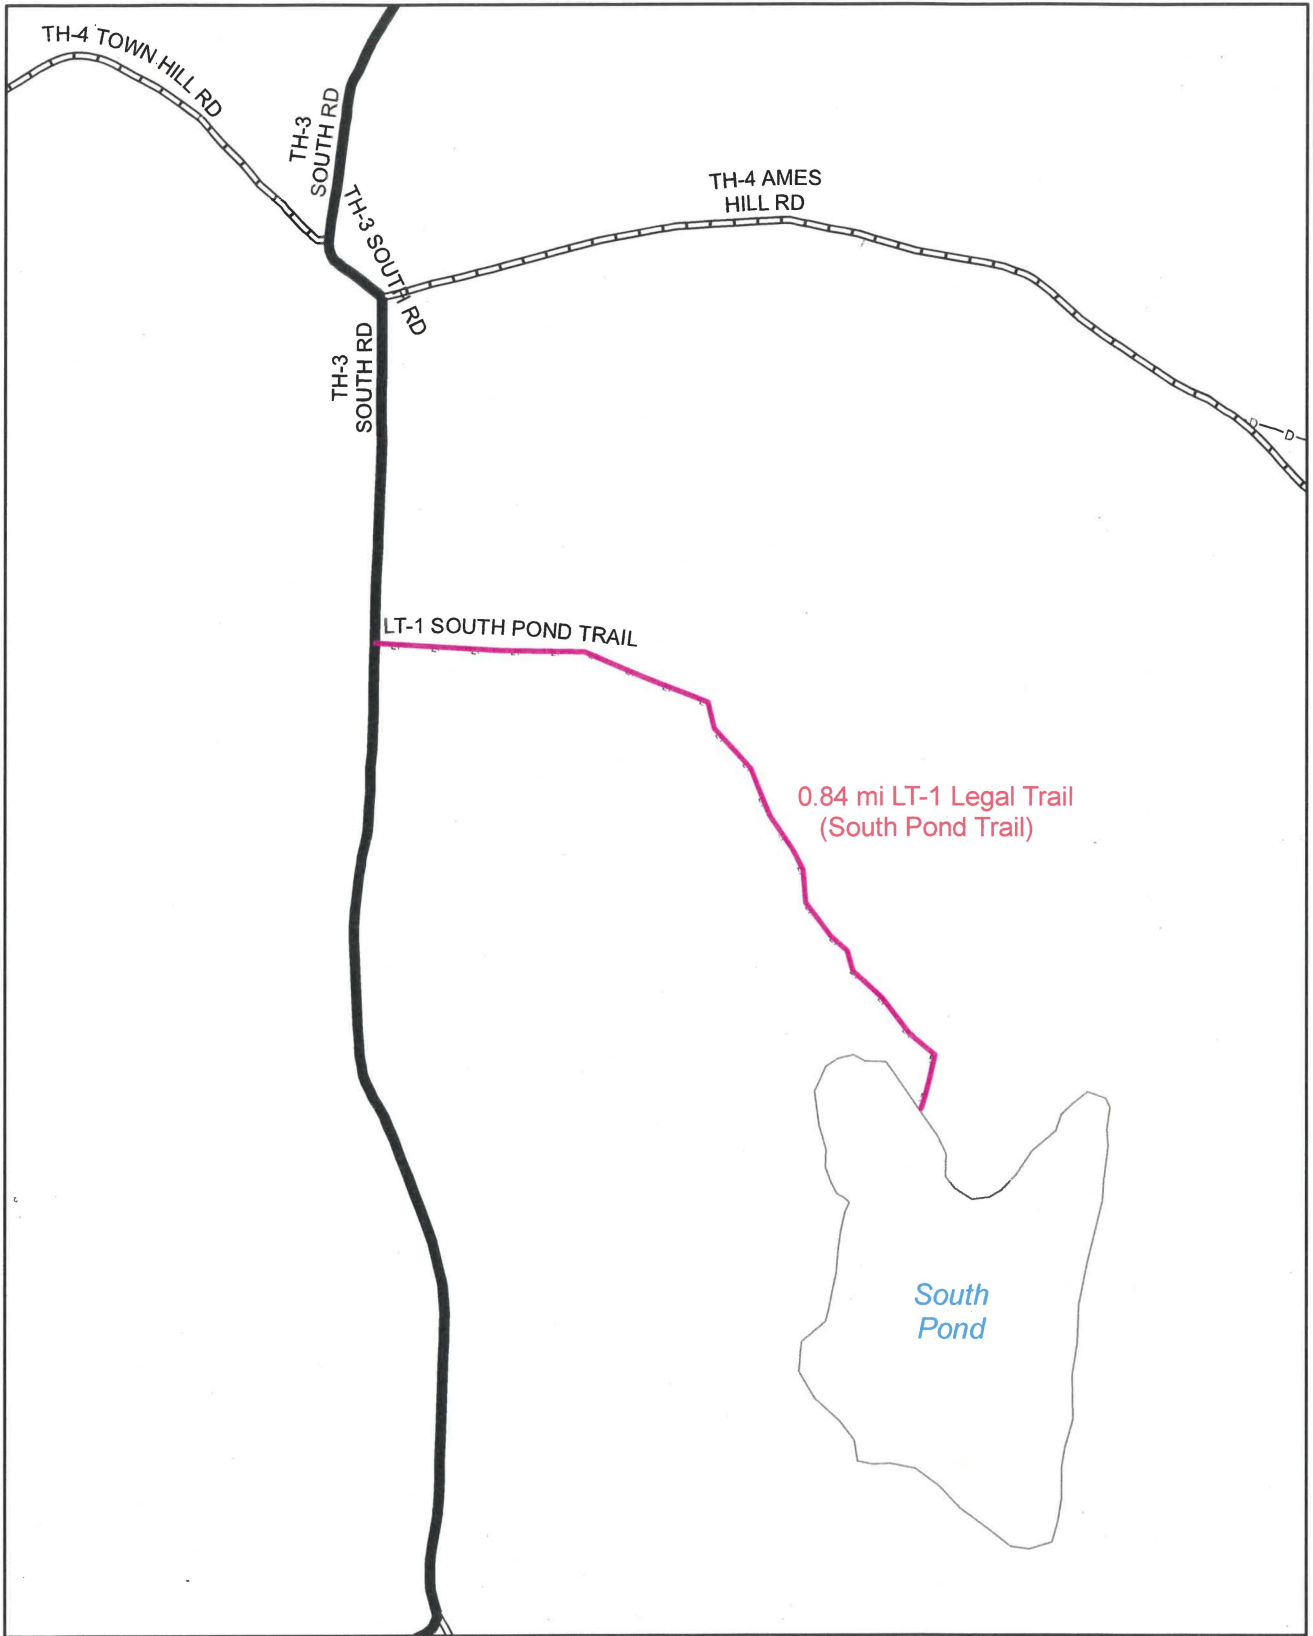 TH-4 TOWN HILL RD
TH-3
SOUTH RD
TH-3 SOUTH RD
TH-4 AMES
HILL RD
TH-3
SOUTH RD
D
D
LT-1 SOUTH POND TRAIL
0.84 mi LT-1 Legal Trail
(South Pond Trail)
South
Pond